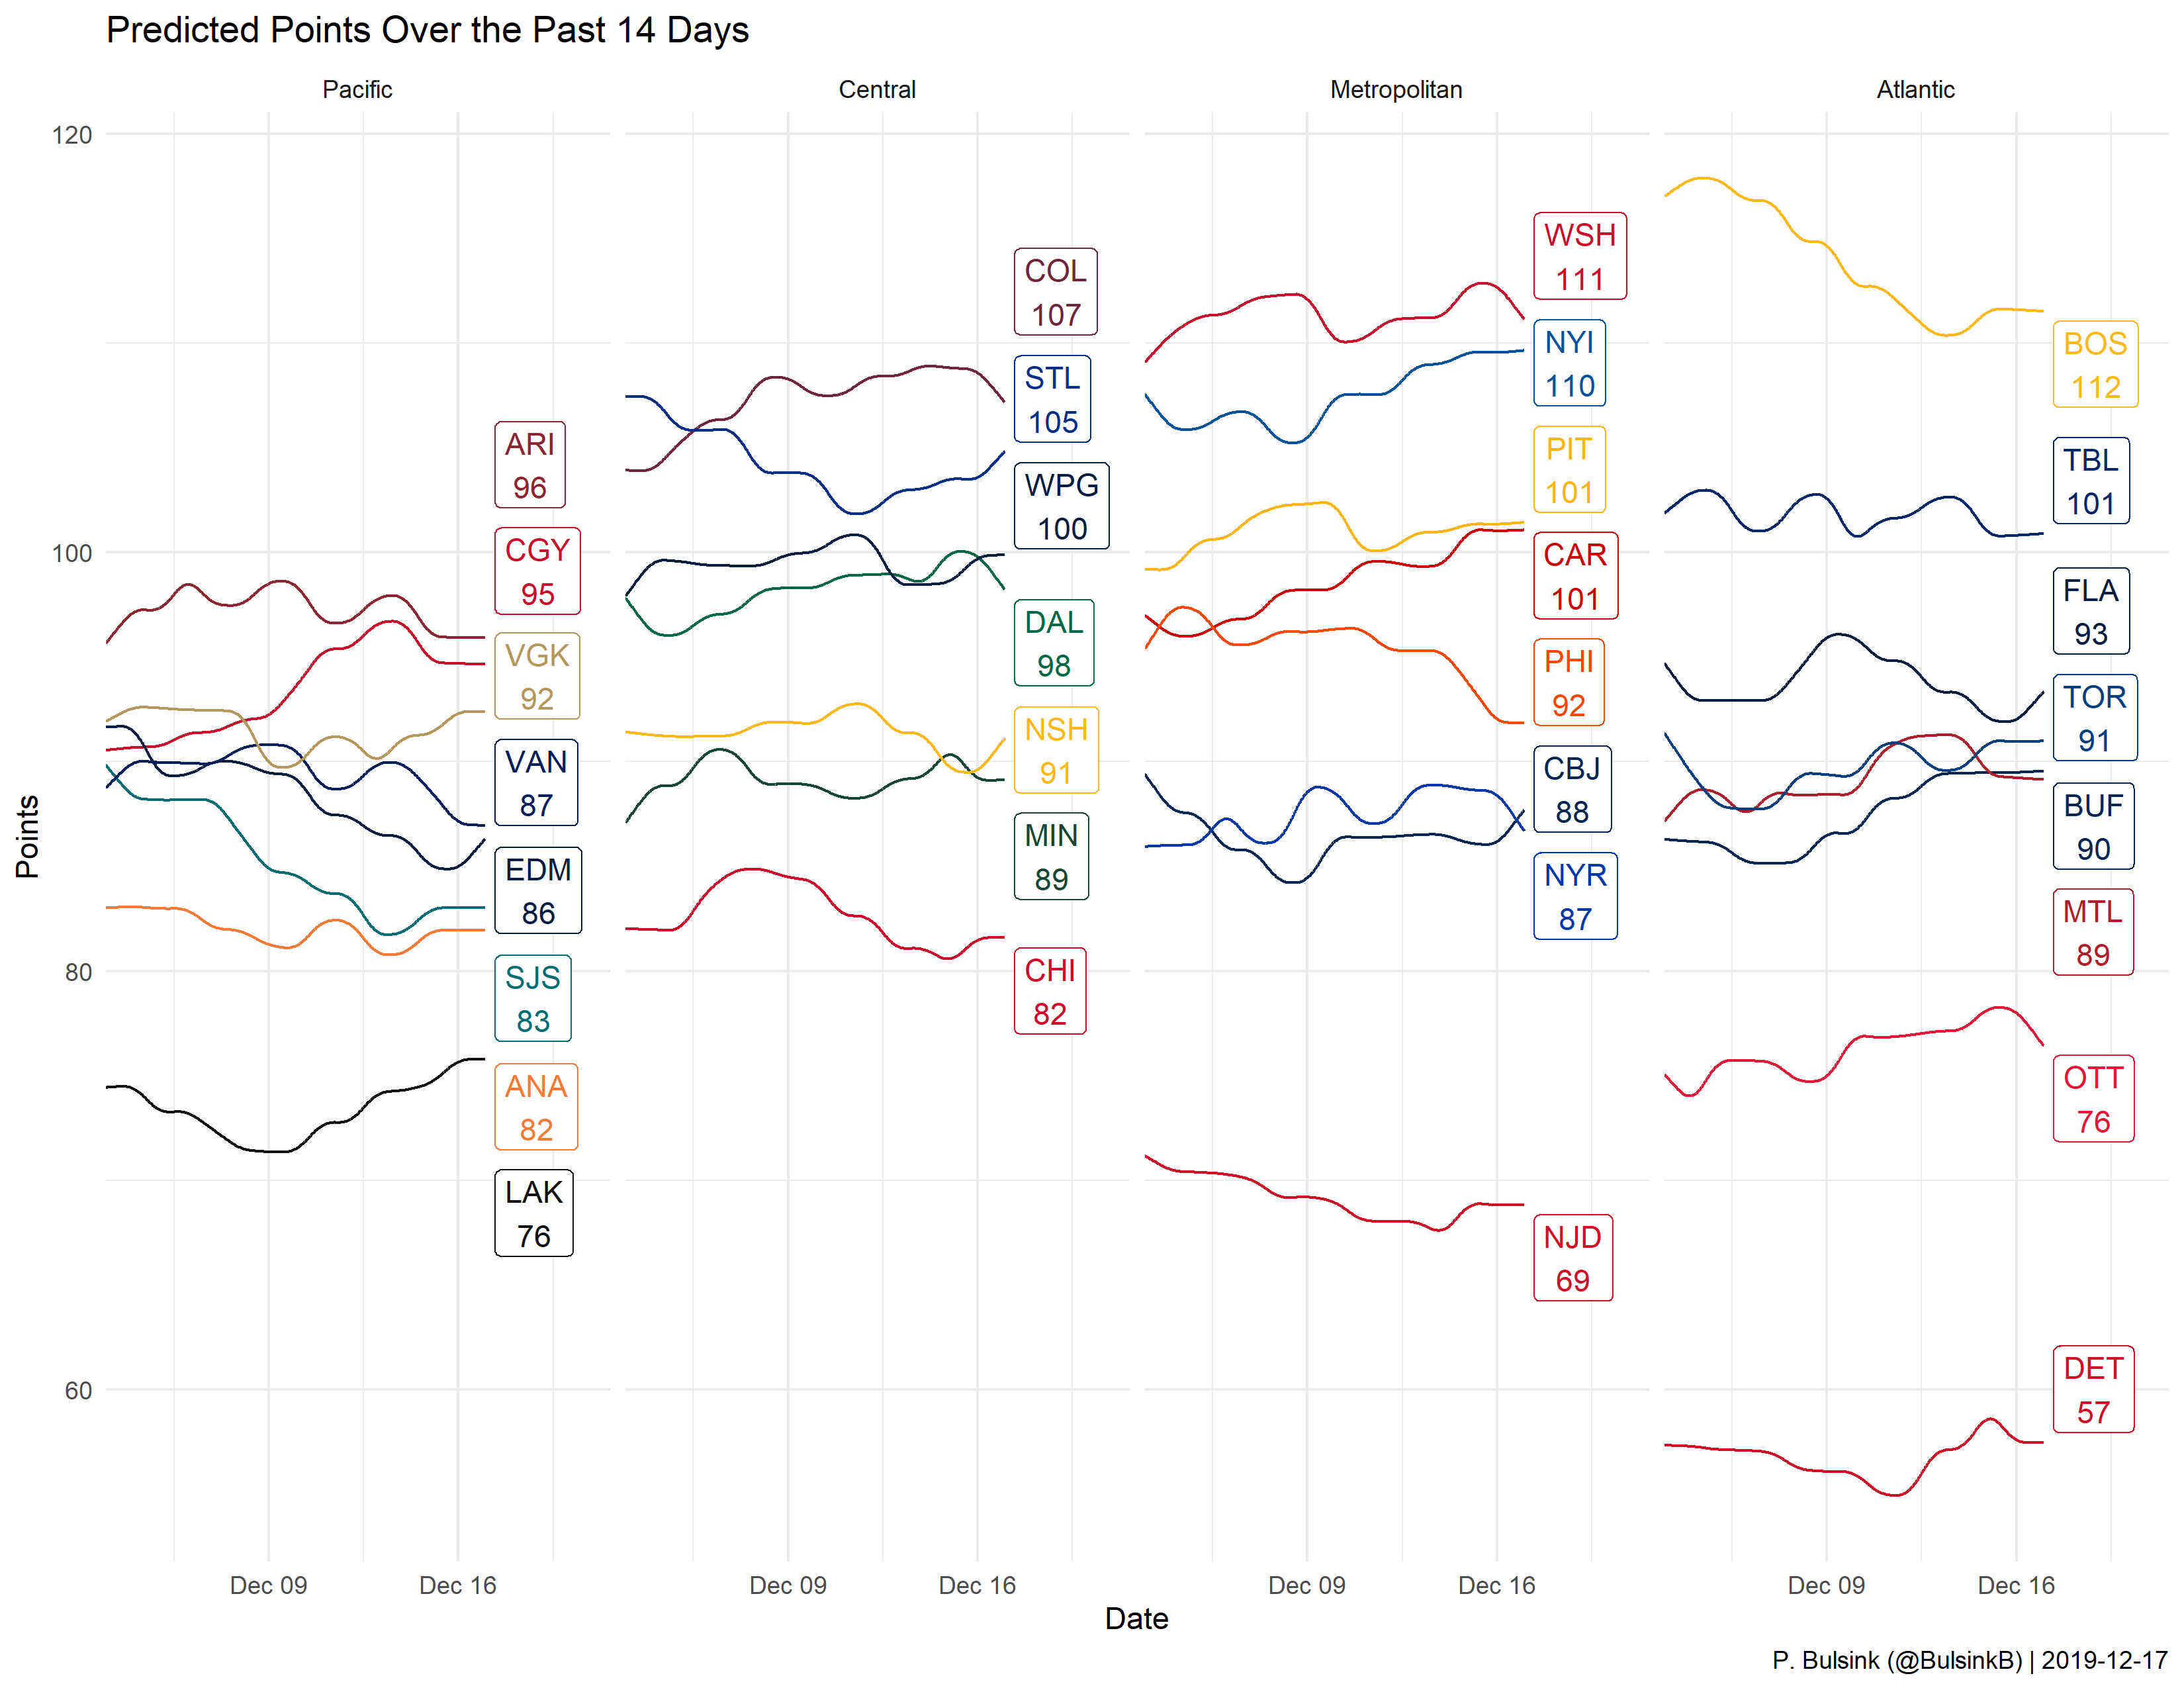 Predicted Points Over the Past 14 Days
Pacific
Central
Metropolitan
Atlantic
Points
120
100
80
60
ARI
96
CGY
95
VGK
92
VAN
87
EDM
86
SJS
83
ANA
82
LAK
76
COL
107
STL
105
WPG
100
DAL
98
NSH
91
MIN
89
CHI
82
WSH
111
NYI
110
PIT
101
CAR
101
PHI
92
CBJ
88
NYR
87
NJD
69
BOS
112
TBL
101
FLA
93
TOR
91
BUF
90
MTL
89
OTT
76
DET
57
Dec 09
Dec 16
Dec 09
Dec 16
Dec 09
Dec 16
Dec 09
Dec 16
Date
P. Bulsink (@BulsinkB) | 2019-12-17